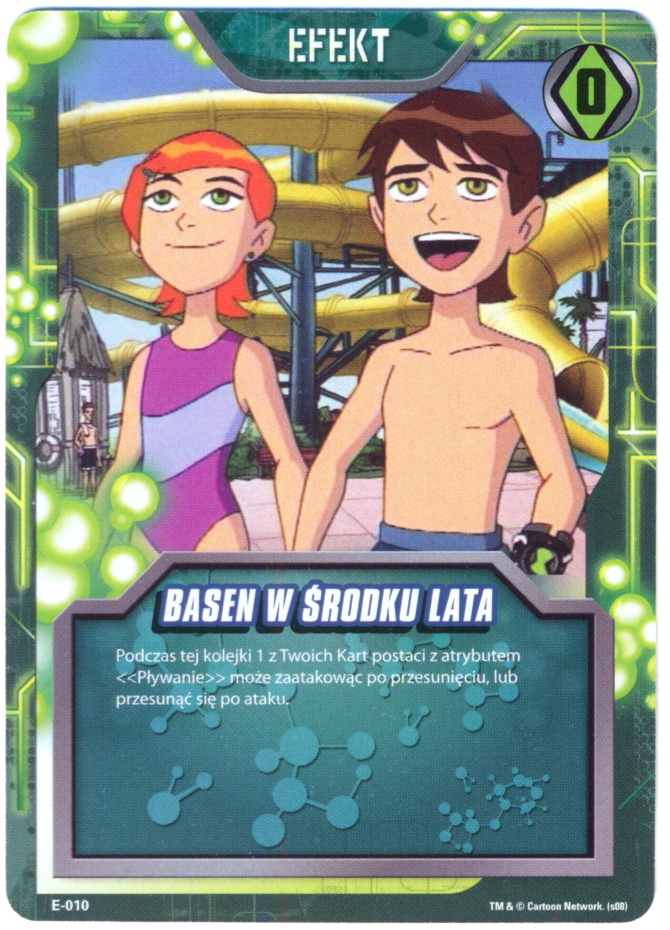 EFEKT
0
BASEN W ŚRODKU LATA
Podczas tej kolejki 1 z Twoich Kart postaci z atrybutem
<<Pływanie>> może zaatakowąc po przesunięciu, lub
przesunąć się po ataku.
E-010
TM & © Cartoon Network. (s08)